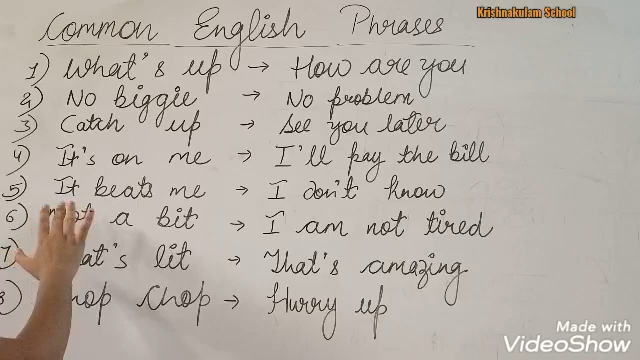 Krishnakulam School
Common English Phrases
1) What's up → How are you
2) No biggie → No problem
3) Catch up → See you later
4) It's on me → I'll pay the bill
5) It beats me → I don't know
6) a bit → I am not tired
7) lit → That's amazing
8) Chop → Hurry up
Made with
VideoShow